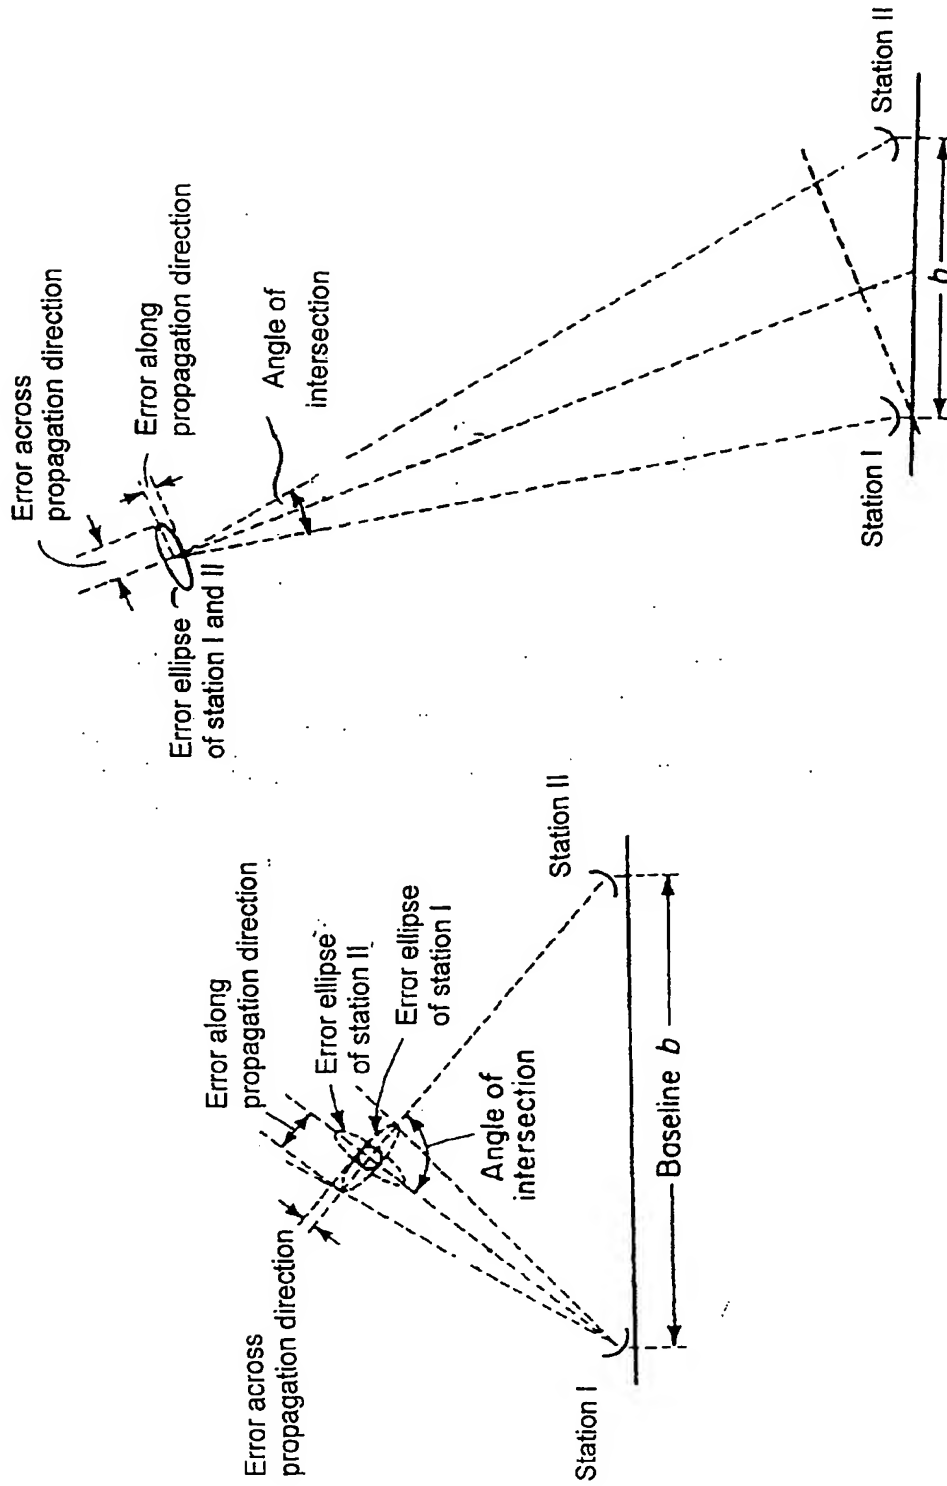 Error across
propagation direction
Error along
propagation direction
Error ellipse
of station II
Error ellipse
of station I
Angle of
intersection
Station I
Station II
Baseline b
Error across
propagation direction
Error along
propagation direction
Error ellipse
of station I and II
Angle of
intersection
Station I
Station II
b